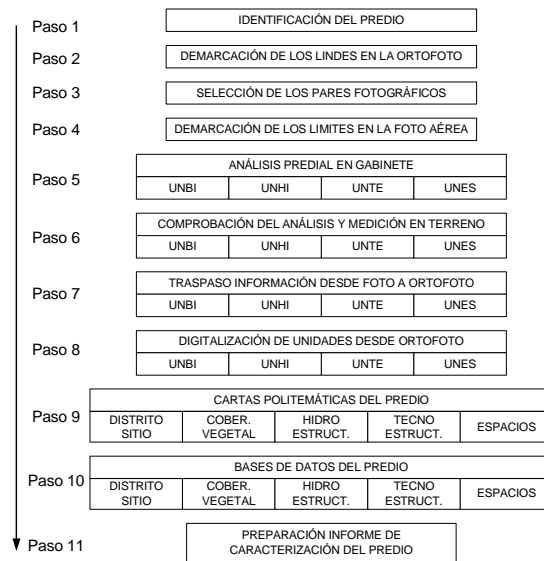 Paso 1
IDENTIFICACIÓN DEL PREDIO
Paso 2
DEMARCACIÓN DE LOS LINDES EN LA ORTOFOTO
Paso 3
SELECCIÓN DE LOS PARES FOTOGRÁFICOS
Paso 4
DEMARCACIÓN DE LOS LIMITES EN LA FOTO AÉREA
Paso 5
ANÁLISIS PREDIAL EN GABINETE
UNBI UNHI UNTE UNES
Paso 6
COMPROBACIÓN DEL ANÁLISIS Y MEDICIÓN EN TERRENO
UNBI UNHI UNTE UNES
Paso 7
TRASPASO INFORMACIÓN DESDE FOTO A ORTOFOTO
UNBI UNHI UNTE UNES
Paso 8
DIGITALIZACIÓN DE UNIDADES DESDE ORTOFOTO
UNBI UNHI UNTE UNES
Paso 9
CARTAS POLITEMÁTICAS DEL PREDIO
DISTRITO COBER. HIDRO TECNO ESPACIOS
SITIO VEGETAL ESTRUCT. ESTRUCT.
Paso 10
BASES DE DATOS DEL PREDIO
DISTRITO COBER. HIDRO TECNO ESPACIOS
SITIO VEGETAL ESTRUCT. ESTRUCT.
Paso 11
PREPARACIÓN INFORME DE
CARACTERIZACIÓN DEL PREDIO